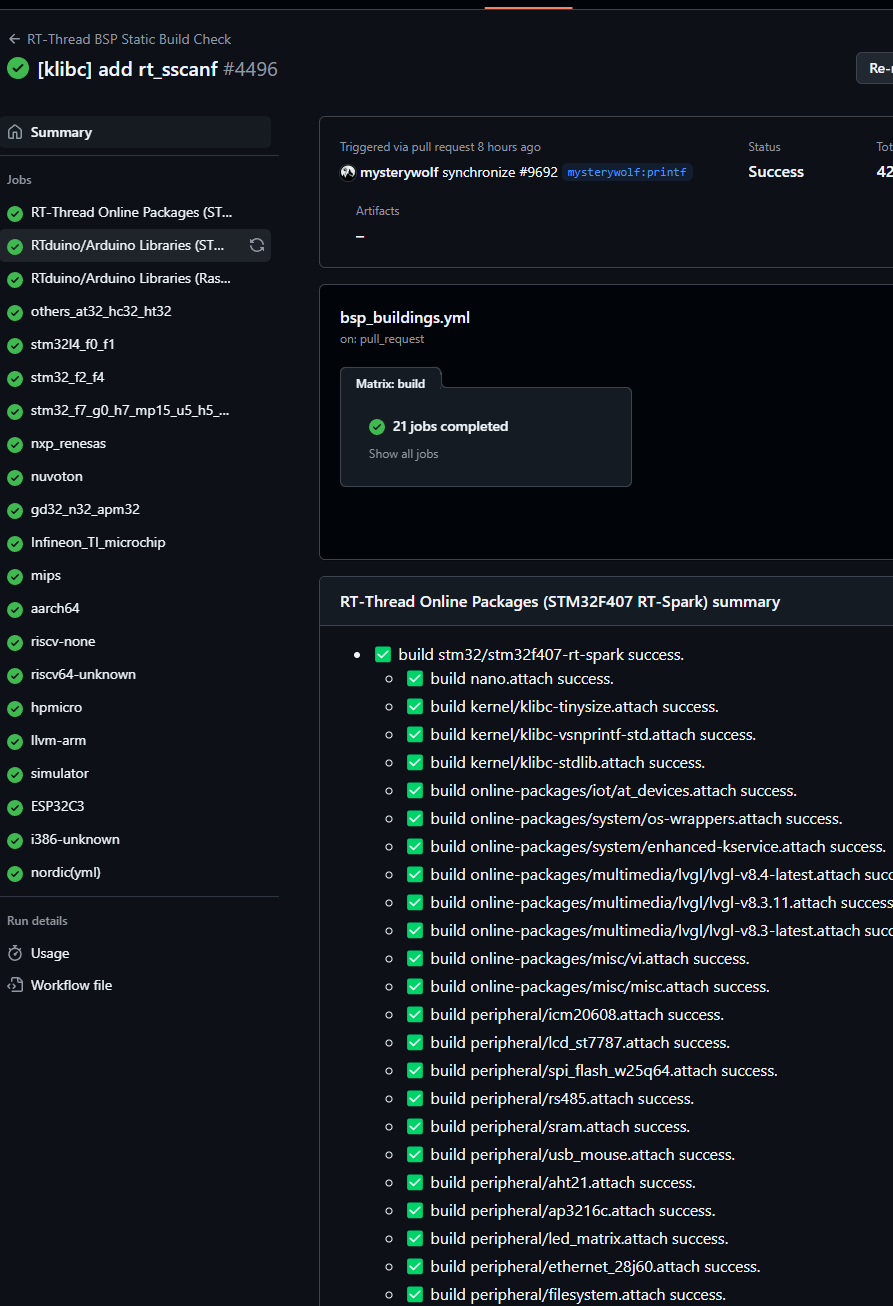 RT-Thread BSP Static Build Check
[klibc] add rt_sscanf #4496
Re-r
Summary
Jobs
RT-Thread Online Packages (ST...
RTduino/Arduino Libraries (ST...
RTduino/Arduino Libraries (Ras...
others_at32_hc32_ht32
stm32l4_f0_f1
stm32_f2_f4
stm32_f7_g0_h7_mp15_u5_h5_...
nxp_renesas
nuvoton
gd32_n32_apm32
Infineon_TI_microchip
mips
aarch64
riscv-none
riscv64-unknown
hpmicro
llvm-arm
simulator
ESP32C3
i386-unknown
nordic(yml)
Run details
Usage
Workflow file
Triggered via pull request 8 hours ago
mysterywolf synchronize #9692 mysterywolf:printf
Status
Success
Tot
42
Artifacts
–
bsp_buildings.yml
on: pull_request
Matrix: build
21 jobs completed
Show all jobs
RT-Thread Online Packages (STM32F407 RT-Spark) summary
build stm32/stm32f407-rt-spark success.
build nano.attach success.
build kernel/klibc-tinysize.attach success.
build kernel/klibc-vsnprintf-std.attach success.
build kernel/klibc-stdlib.attach success.
build online-packages/iot/at_devices.attach success.
build online-packages/system/os-wrappers.attach success.
build online-packages/system/enhanced-kservice.attach success.
build online-packages/multimedia/lvgl/lvgl-v8.4-latest.attach succ
build online-packages/multimedia/lvgl/lvgl-v8.3.11.attach success
build online-packages/multimedia/lvgl/lvgl-v8.3-latest.attach succ
build online-packages/misc/vi.attach success.
build online-packages/misc/misc.attach success.
build peripheral/icm20608.attach success.
build peripheral/lcd_st7787.attach success.
build peripheral/spi_flash_w25q64.attach success.
build peripheral/rs485.attach success.
build peripheral/sram.attach success.
build peripheral/usb_mouse.attach success.
build peripheral/aht21.attach success.
build peripheral/ap3216c.attach success.
build peripheral/led_matrix.attach success.
build peripheral/ethernet_28j60.attach success.
build peripheral/filesystem.attach success.